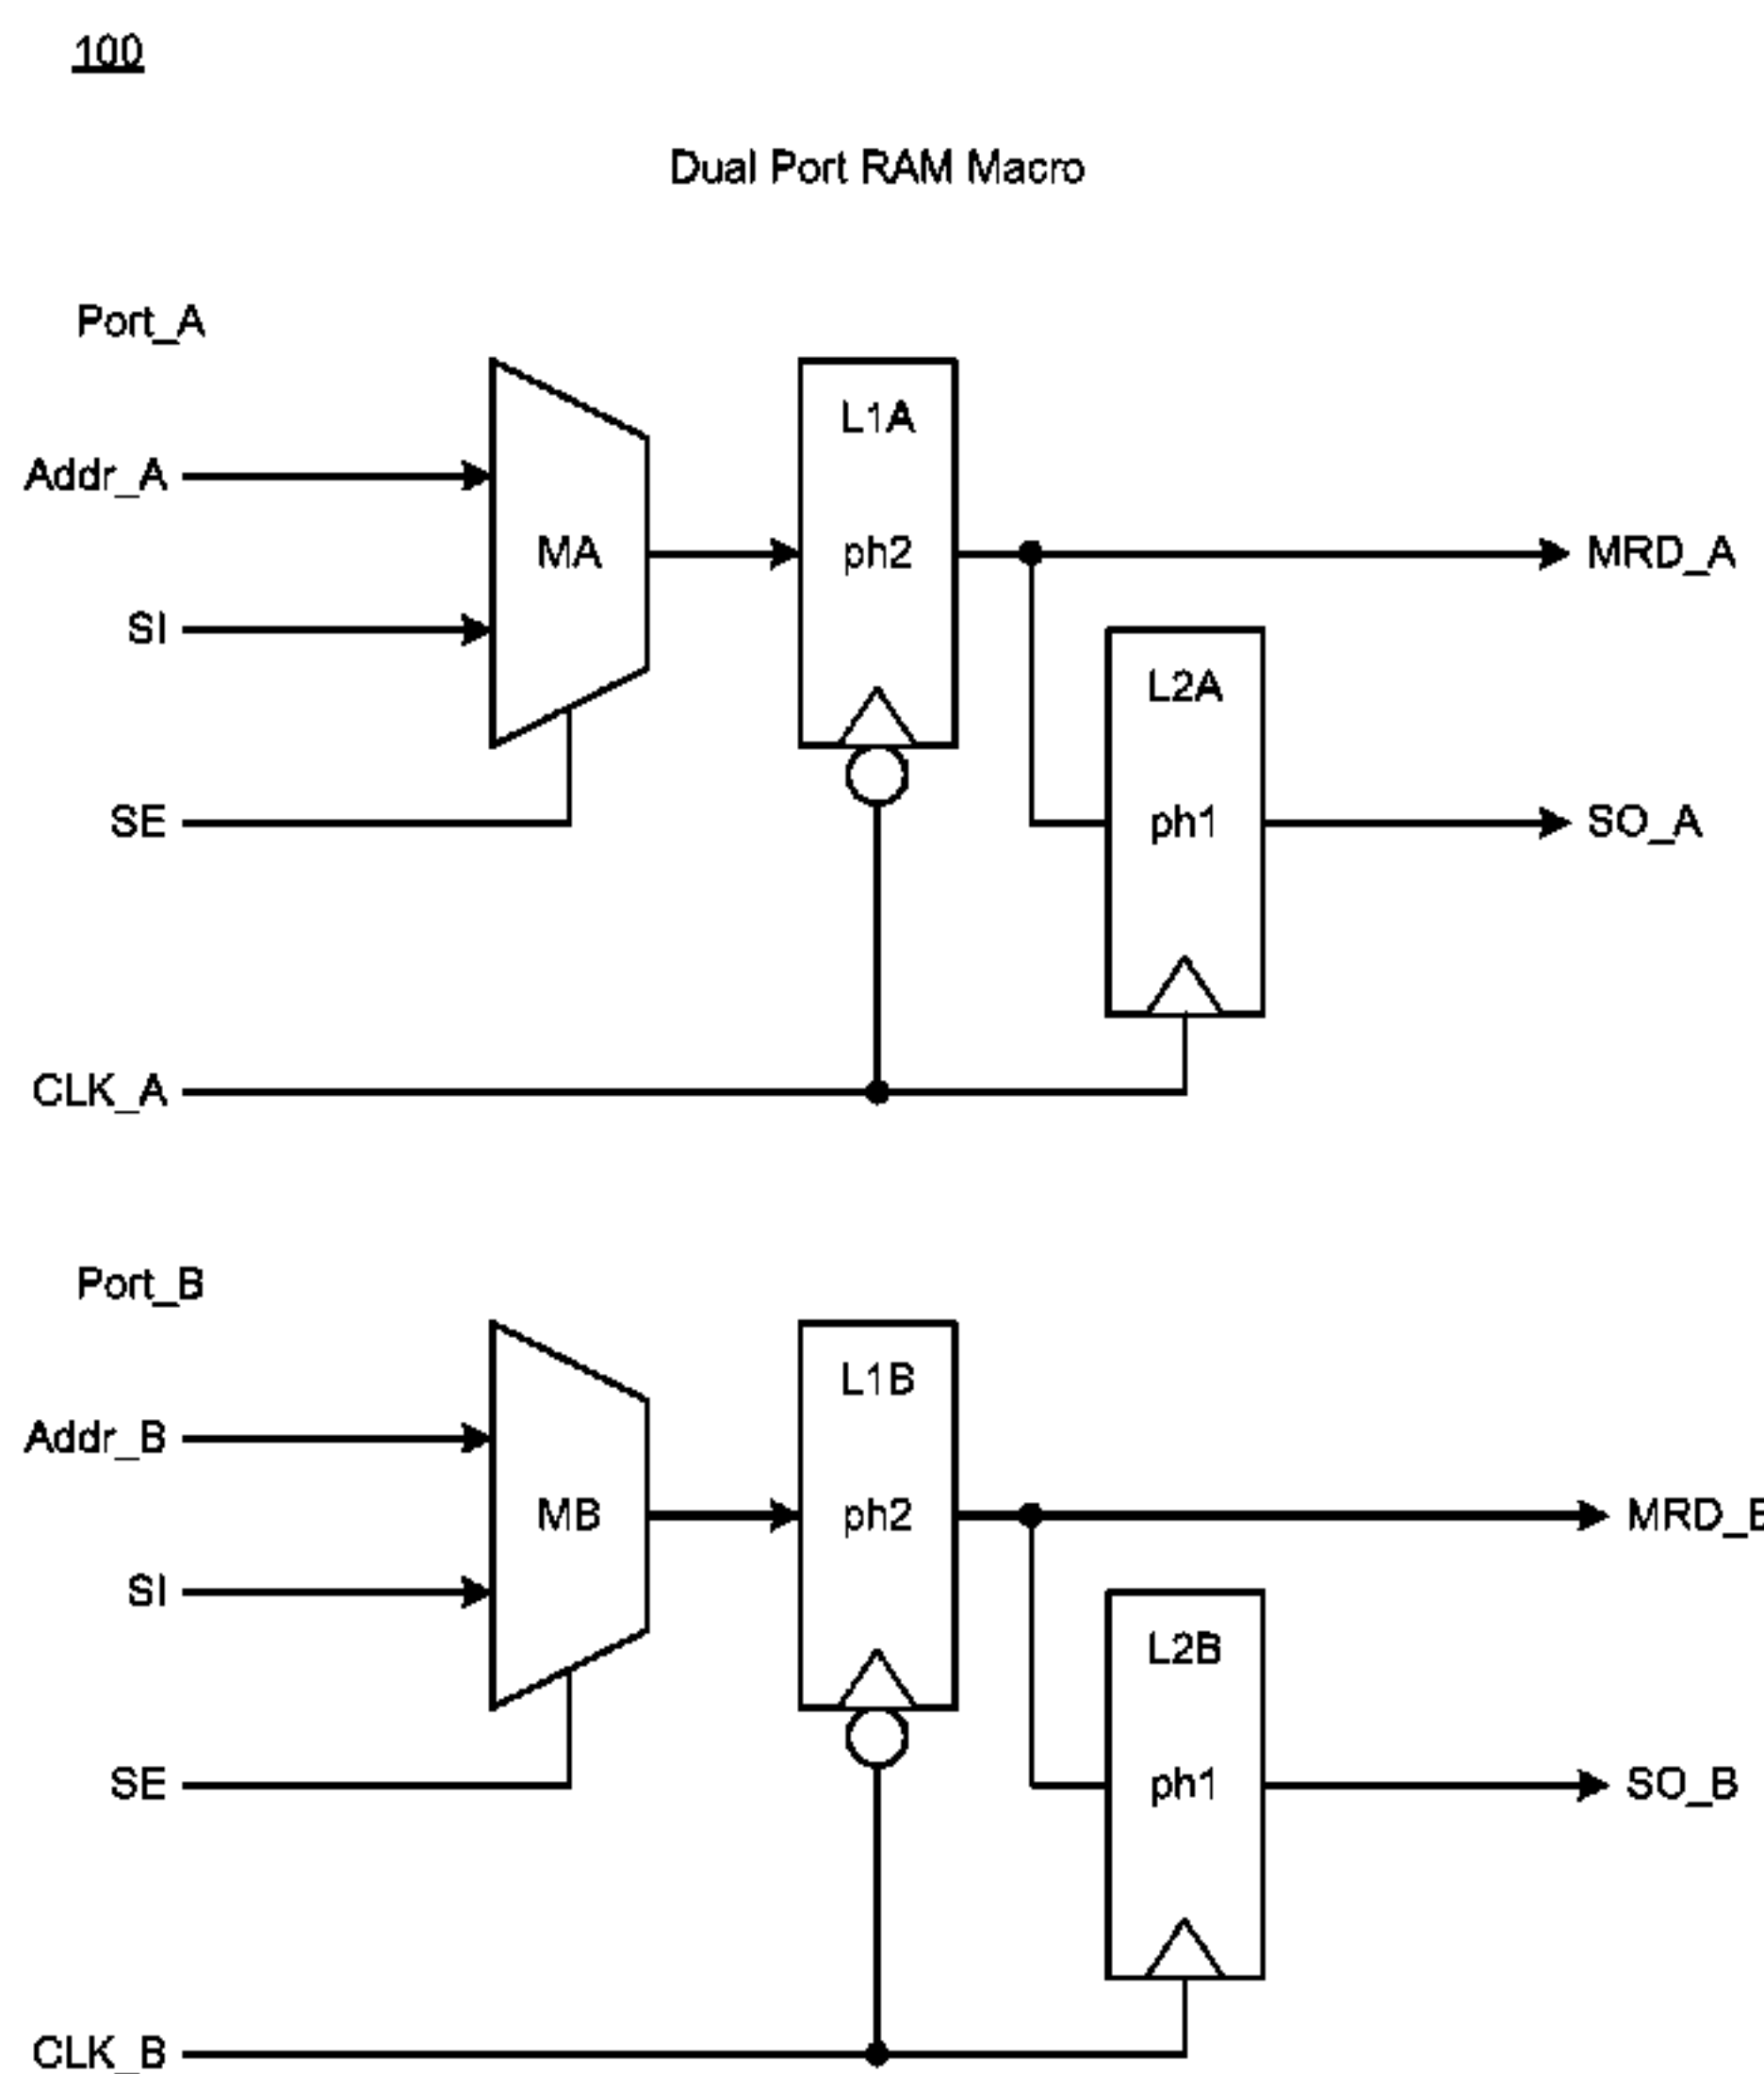 100
Dual Port RAM Macro
Port_A
L1A
Addr_A
MA
ph2
MRD_A
SI
L2A
SE
ph1
SO_A
CLK_A
Port_B
L1B
Addr_B
MB
ph2
MRD_B
SI
L2B
SE
ph1
SO_B
CLK_B